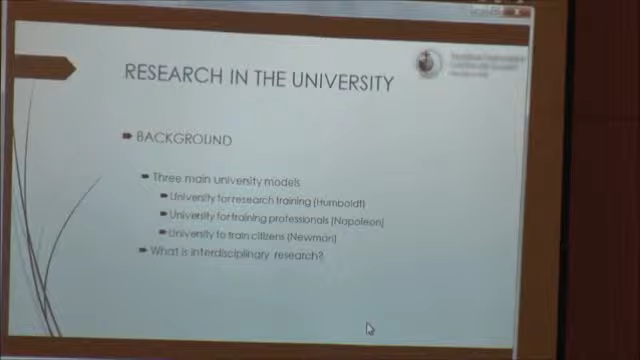 RESEARCH IN THE UNIVERSITY
BACKGROUND
Three main university models
University for research training (Humboldt)
University for training professionals (Napoleon)
University to train citizens (Newman)
What is interdisciplinary research?